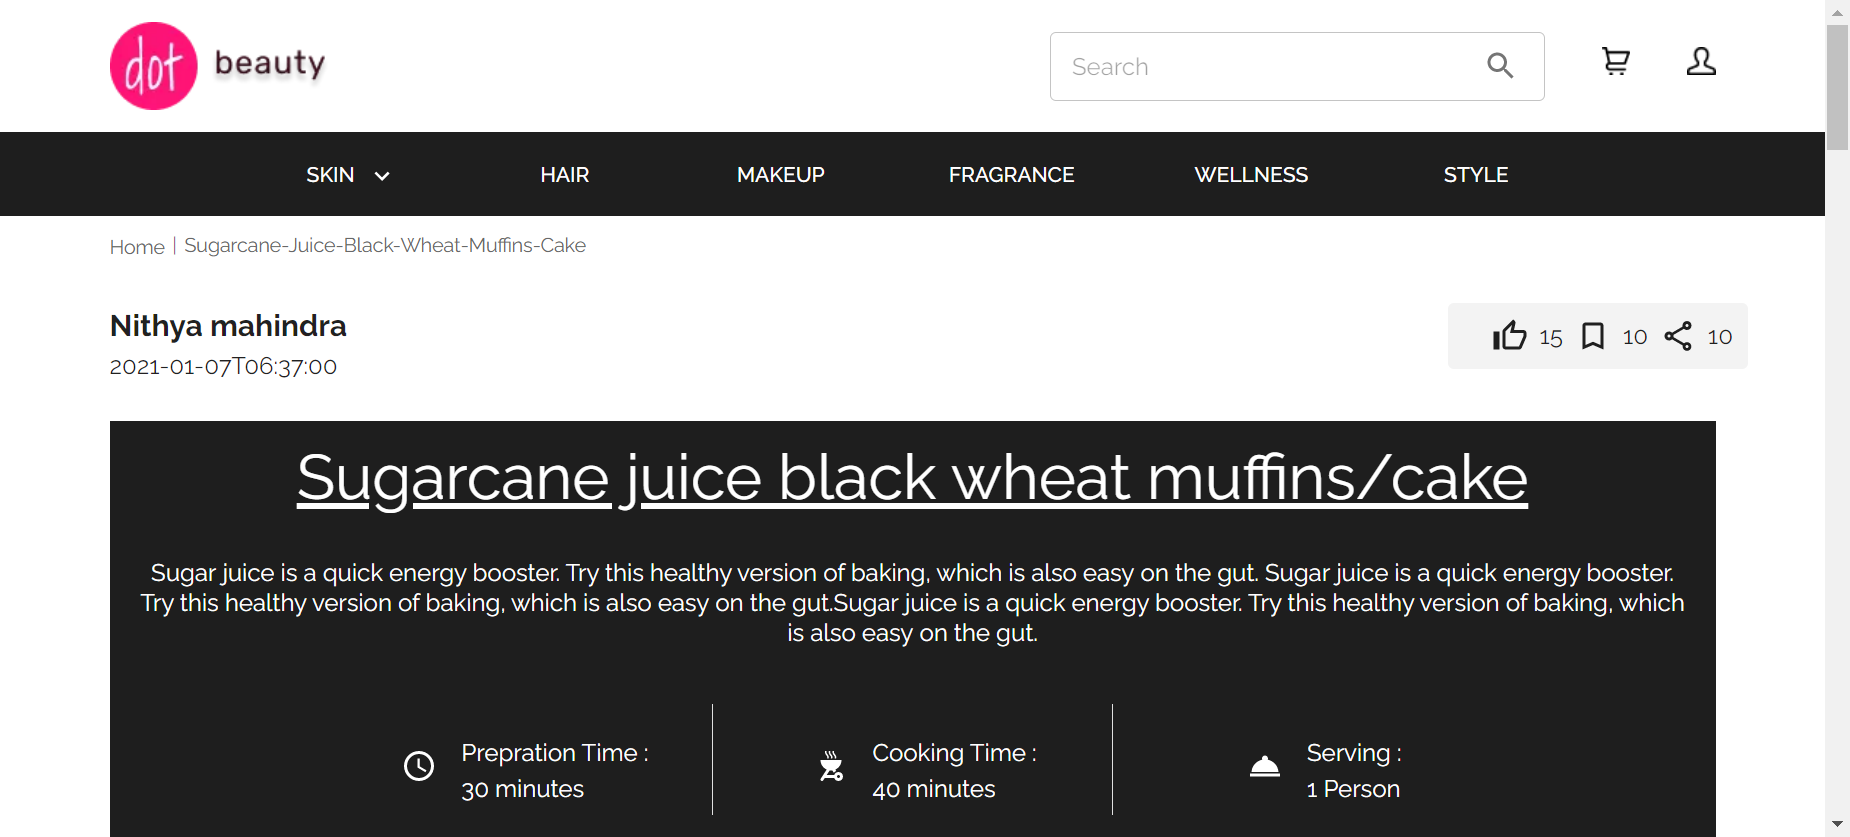 dot beauty
Search
SKIN
HAIR
MAKEUP
FRAGRANCE
WELLNESS
STYLE
Home | Sugarcane-Juice-Black-Wheat-Muffins-Cake
Nithya mahindra
15 10 10
2021-01-07T06:37:00
Sugarcane juice black wheat muffins/cake
Sugar juice is a quick energy booster. Try this healthy version of baking, which is also easy on the gut. Sugar juice is a quick energy booster.
Try this healthy version of baking, which is also easy on the gut.Sugar juice is a quick energy booster. Try this healthy version of baking, which
is also easy on the gut.
Prepration Time :
30 minutes
Cooking Time :
40 minutes
Serving :
1 Person